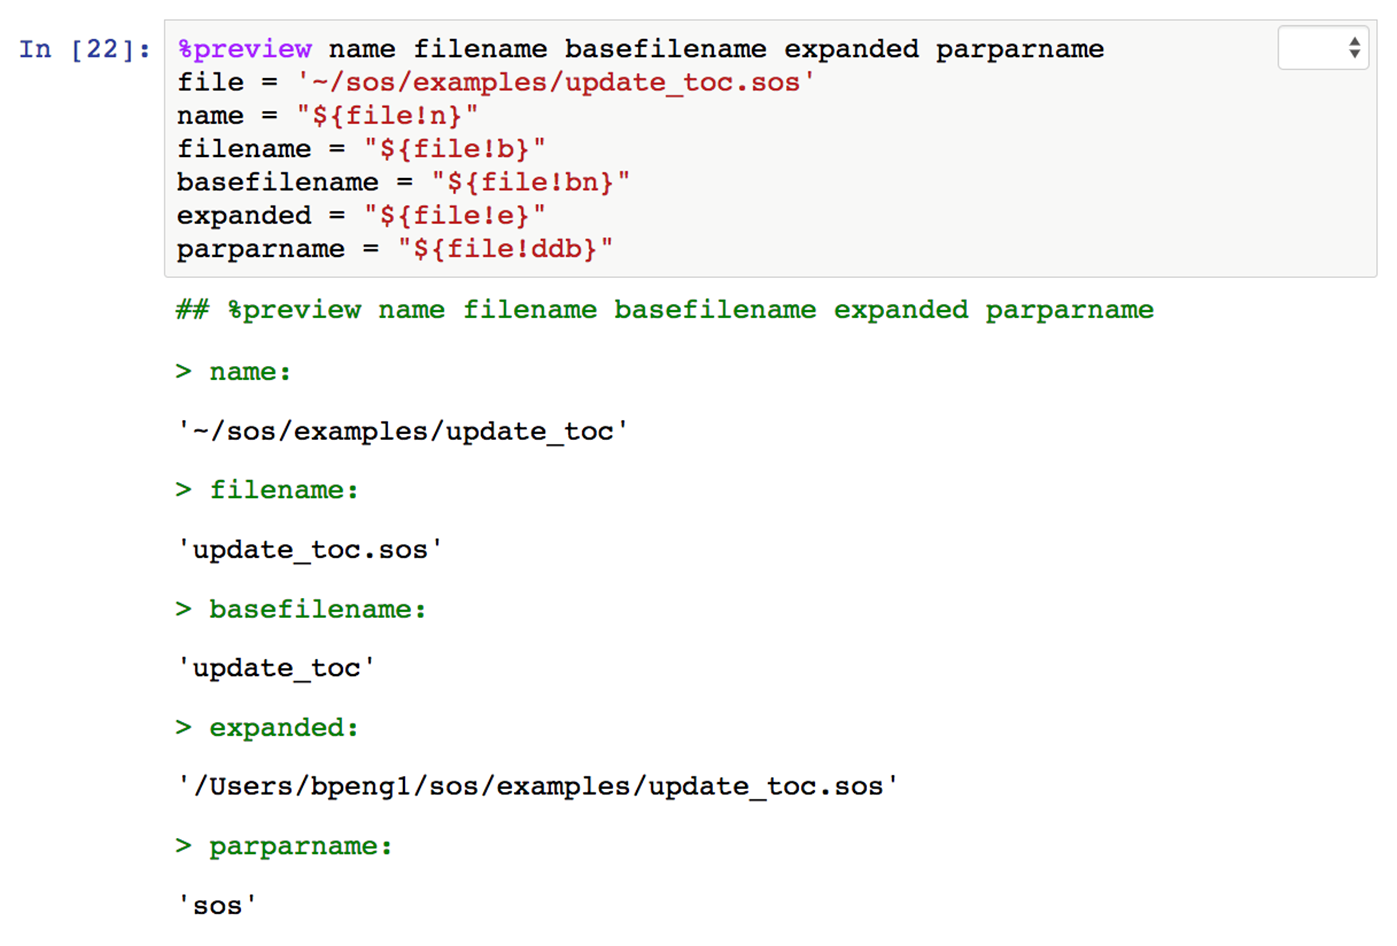 In [22]: %preview name filename basefilename expanded parparname
file = '~/sos/examples/update_toc.sos'
name = "${file!n}"
filename = "${file!b}"
basefilename = "${file!bn}"
expanded = "${file!e}"
parparname = "${file!ddb}"
## %preview name filename basefilename expanded parparname
> name:
'~/sos/examples/update_toc'
> filename:
'update_toc.sos'
> basefilename:
'update_toc'
> expanded:
'/Users/bpeng1/sos/examples/update_toc.sos'
> parparname:
'sos'